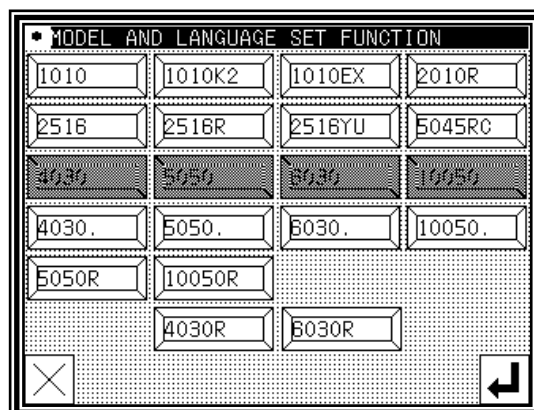 MODEL AND LANGUAGE SET FUNCTION
1010 1010K2 1010EX 2010R
2516 2516R 2516YU 5045RC
4030 5050 6030 10050
4030. 5050. 6030. 10050.
5050R 10050R
4030R 6030R